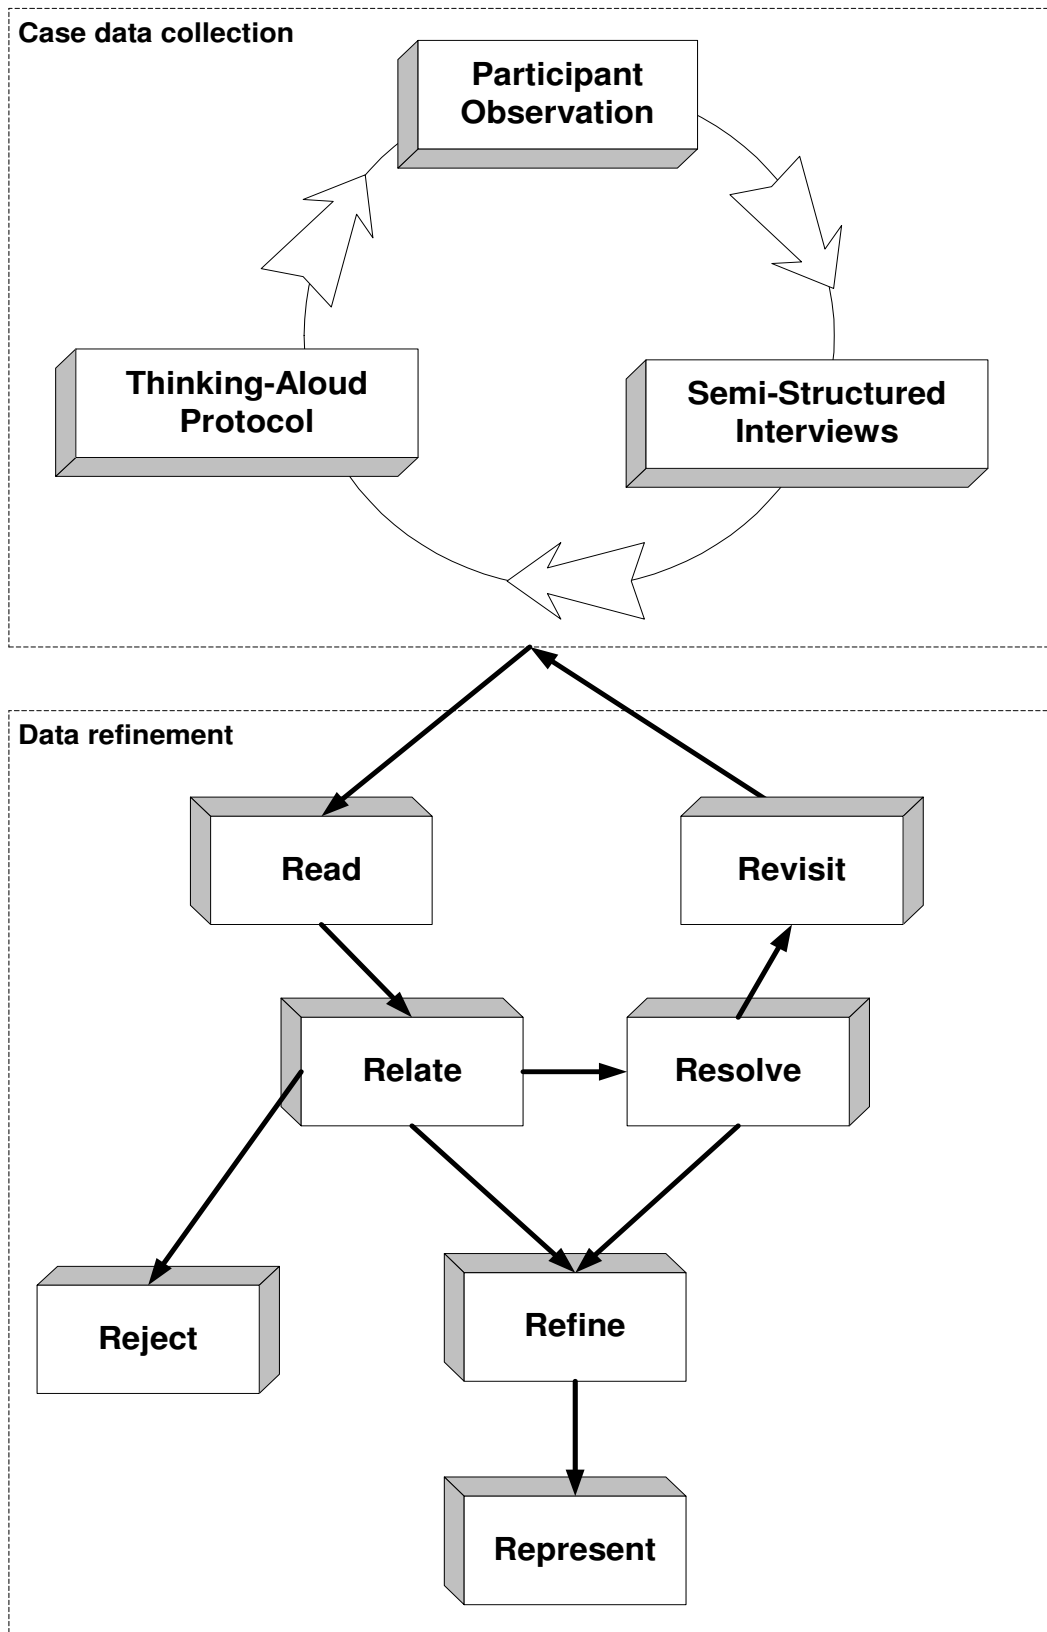 Case data collection
Participant
Observation
Thinking-Aloud
Protocol
Semi-Structured
Interviews
Data refinement
Read
Revisit
Relate
Resolve
Reject
Refine
Represent